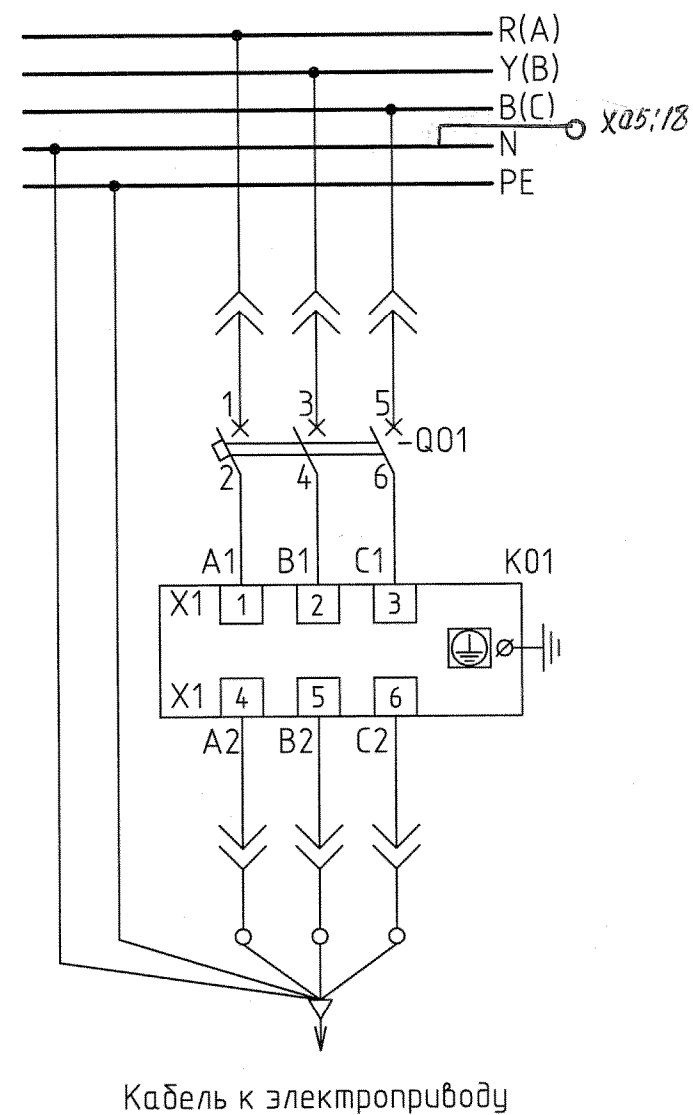 R(A)
Y(B)
B(C)
Xa5:18
N
PE
1 3 5
-Q01
2 4 6
A1 B1 C1 K01
X1 1 2 3
X1 4 5 6
A2 B2 C2
Кабель к электроприводу